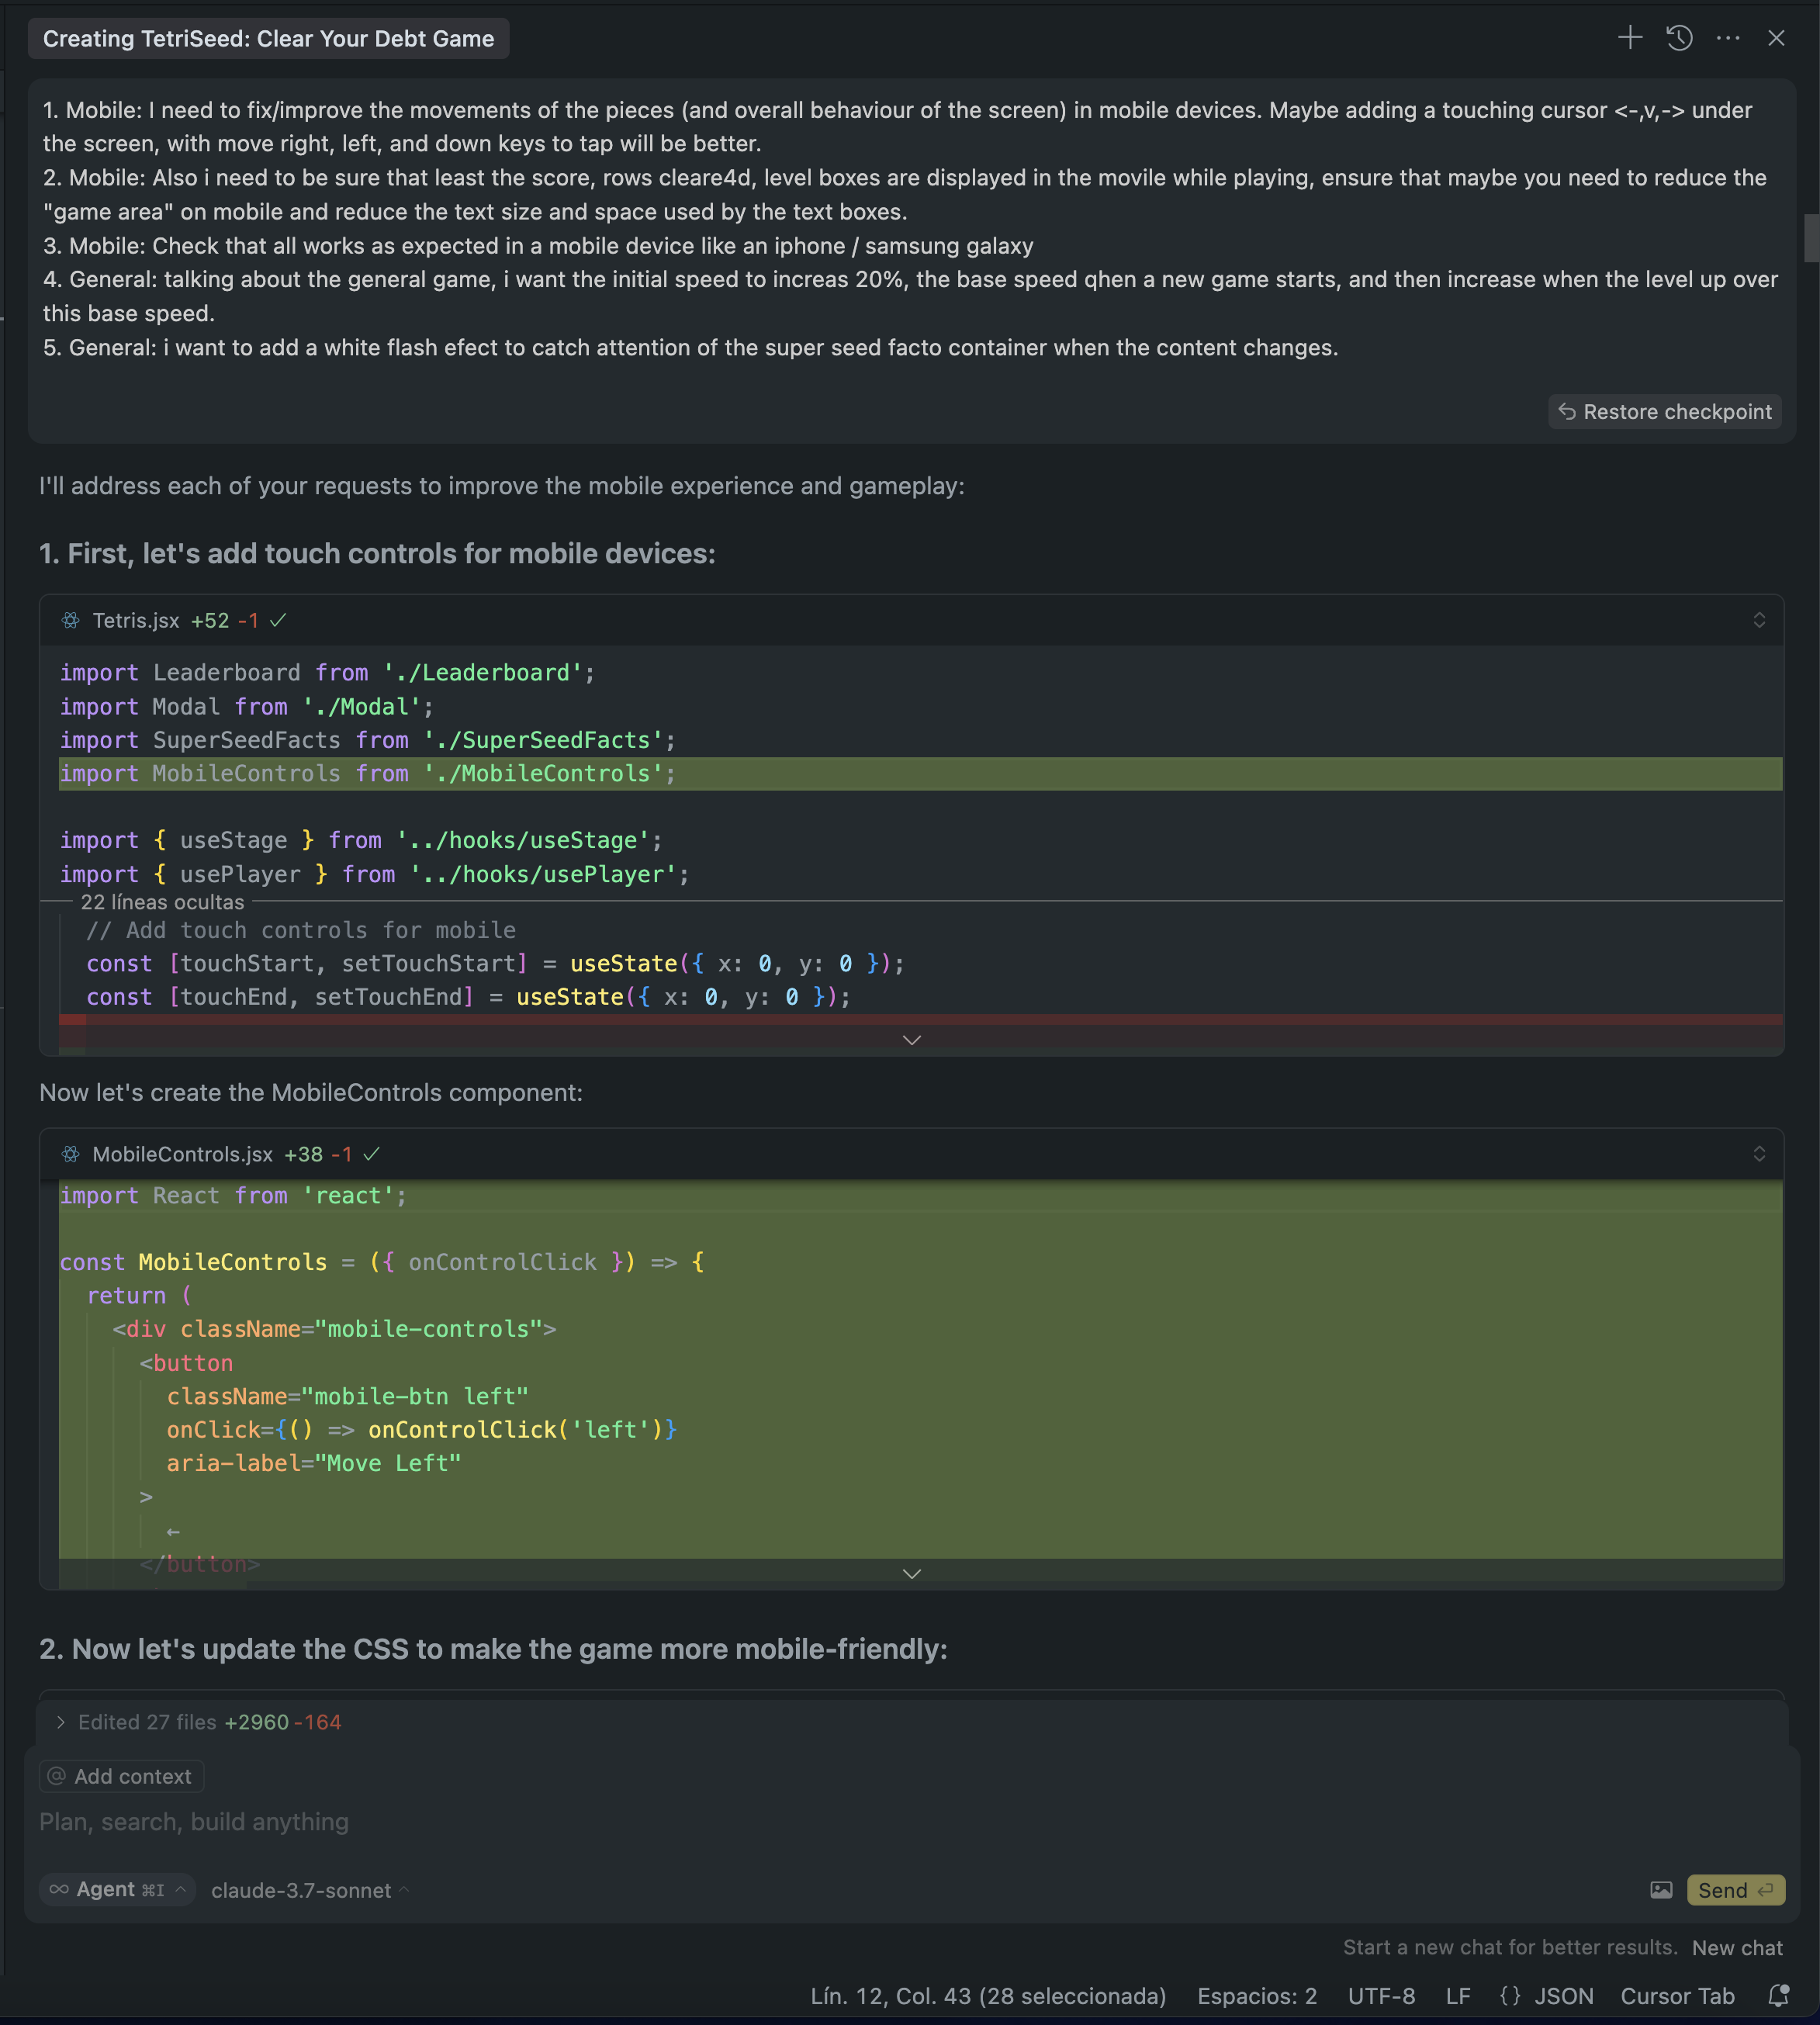 Creating TetriSeed: Clear Your Debt Game
1. Mobile: I need to fix/improve the movements of the pieces (and overall behaviour of the screen) in mobile devices. Maybe adding a touching cursor <-,v,-> under
the screen, with move right, left, and down keys to tap will be better.
2. Mobile: Also i need to be sure that least the score, rows cleare4d, level boxes are displayed in the movile while playing, ensure that maybe you need to reduce the
"game area" on mobile and reduce the text size and space used by the text boxes.
3. Mobile: Check that all works as expected in a mobile device like an iphone / samsung galaxy
4. General: talking about the general game, i want the initial speed to increas 20%, the base speed qhen a new game starts, and then increase when the level up over
this base speed.
5. General: i want to add a white flash efect to catch attention of the super seed facto container when the content changes.
Restore checkpoint
I'll address each of your requests to improve the mobile experience and gameplay:
1. First, let's add touch controls for mobile devices:
Tetris.jsx +52 -1
import Leaderboard from './Leaderboard';
import Modal from './Modal';
import SuperSeedFacts from './SuperSeedFacts';
import MobileControls from './MobileControls';
import { useStage } from '../hooks/useStage';
import { usePlayer } from '../hooks/usePlayer';
22 líneas ocultas
// Add touch controls for mobile
const [touchStart, setTouchStart] = useState({ x: 0, y: 0 });
const [touchEnd, setTouchEnd] = useState({ x: 0, y: 0 });
Now let's create the MobileControls component:
MobileControls.jsx +38 -1
import React from 'react';
const MobileControls = ({ onControlClick }) => {
return (
<div className="mobile-controls">
<button
className="mobile-btn left"
onClick={() => onControlClick('left')}
aria-label="Move Left"
>
←
</button>
2. Now let's update the CSS to make the game more mobile-friendly:
Edited 27 files +2960 -164
@ Add context
Plan, search, build anything
Agent ⌘I claude-3.7-sonnet
Send
Start a new chat for better results. New chat
Lín. 12, Col. 43 (28 seleccionada) Espacios: 2 UTF-8 LF {} JSON Cursor Tab